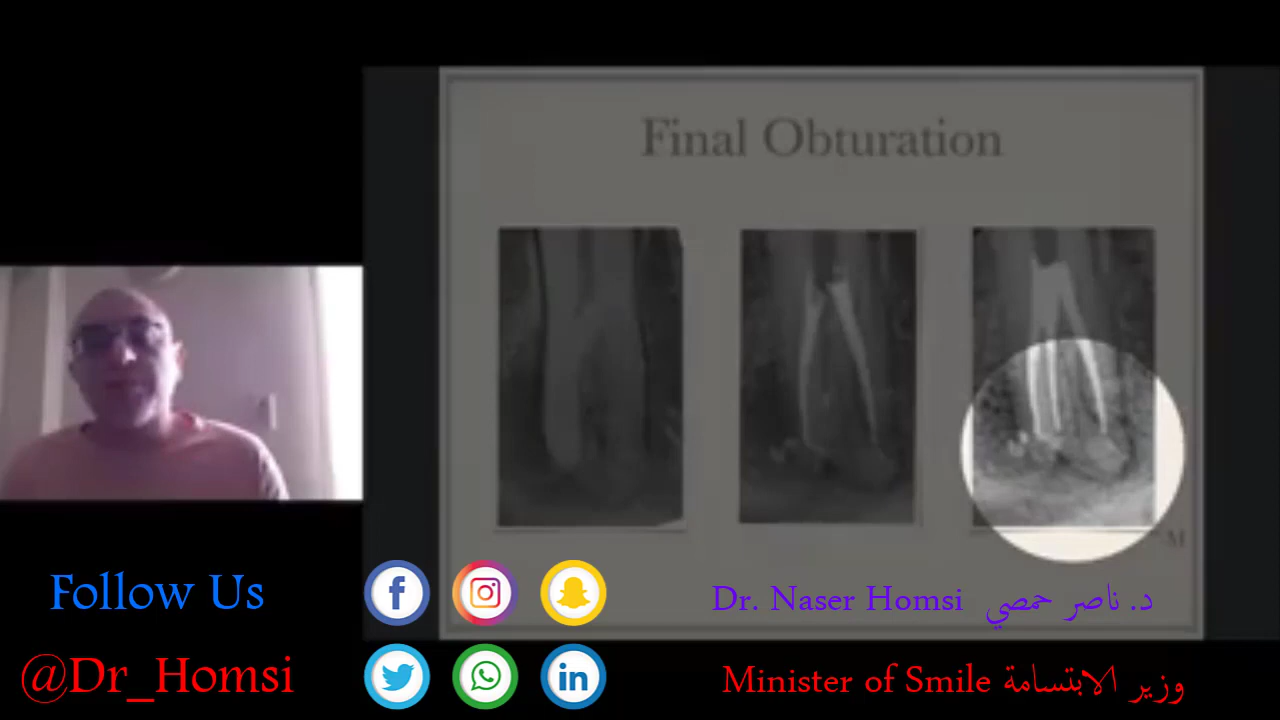 Final Obturation
M
Follow Us
Dr. Naser Homsi د. ناصر حمصي
@Dr_Homsi
Minister of Smile وزير الابتسامة